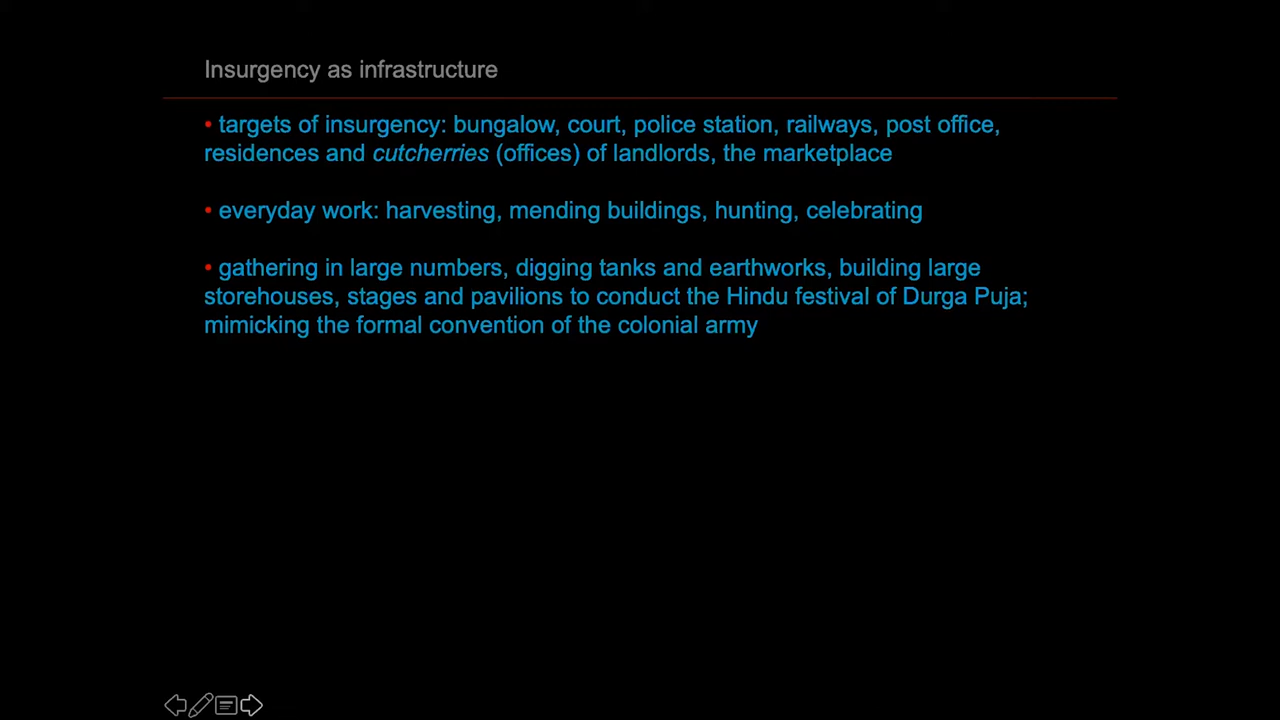 Insurgency as infrastructure
• targets of insurgency: bungalow, court, police station, railways, post office,
residences and cutcherries (offices) of landlords, the marketplace
• everyday work: harvesting, mending buildings, hunting, celebrating
• gathering in large numbers, digging tanks and earthworks, building large
storehouses, stages and pavilions to conduct the Hindu festival of Durga Puja;
mimicking the formal convention of the colonial army